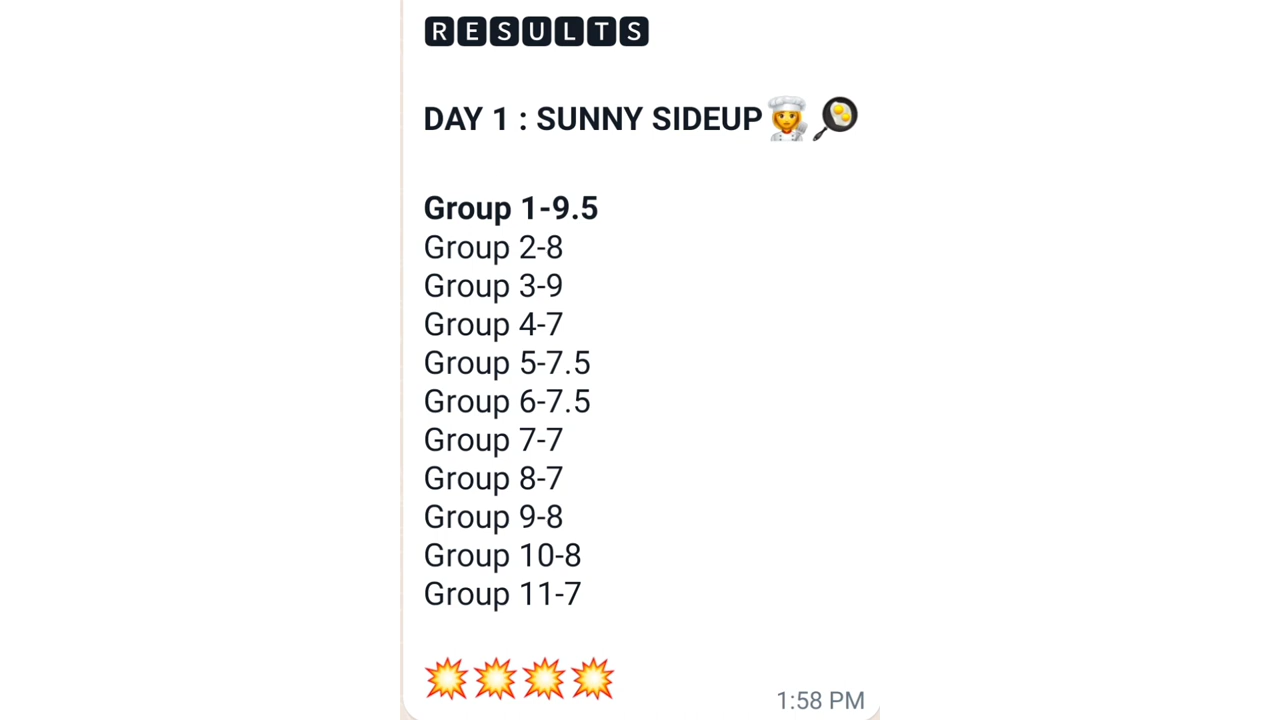 🆁🅴🆂🆄🅻🆃🆂
DAY 1 : SUNNY SIDEUP👩‍🍳🍳
Group 1-9.5
Group 2-8
Group 3-9
Group 4-7
Group 5-7.5
Group 6-7.5
Group 7-7
Group 8-7
Group 9-8
Group 10-8
Group 11-7
💥💥💥💥
1:58 PM